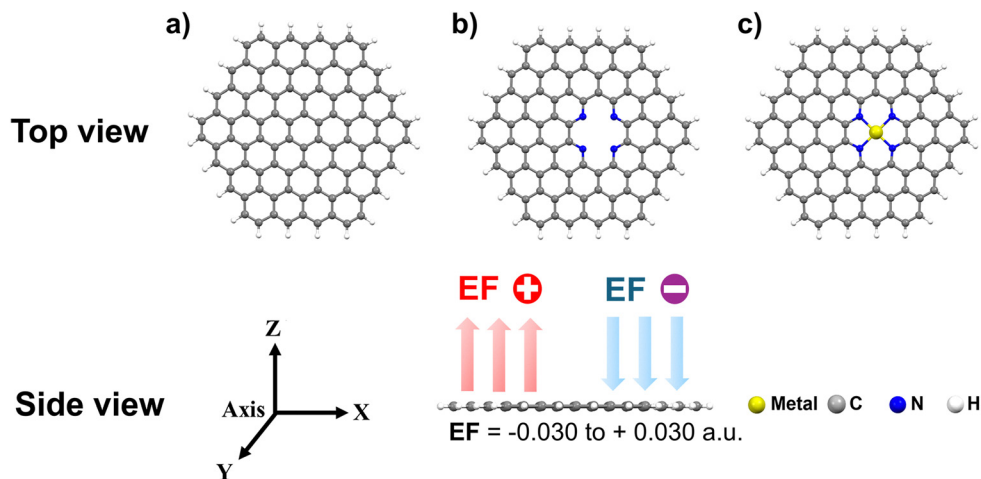 a)
b)
c)
Top view
EF +
EF −
Z
Side view
Axis
X
Y
EF = -0.030 to + 0.030 a.u.
Metal C N H